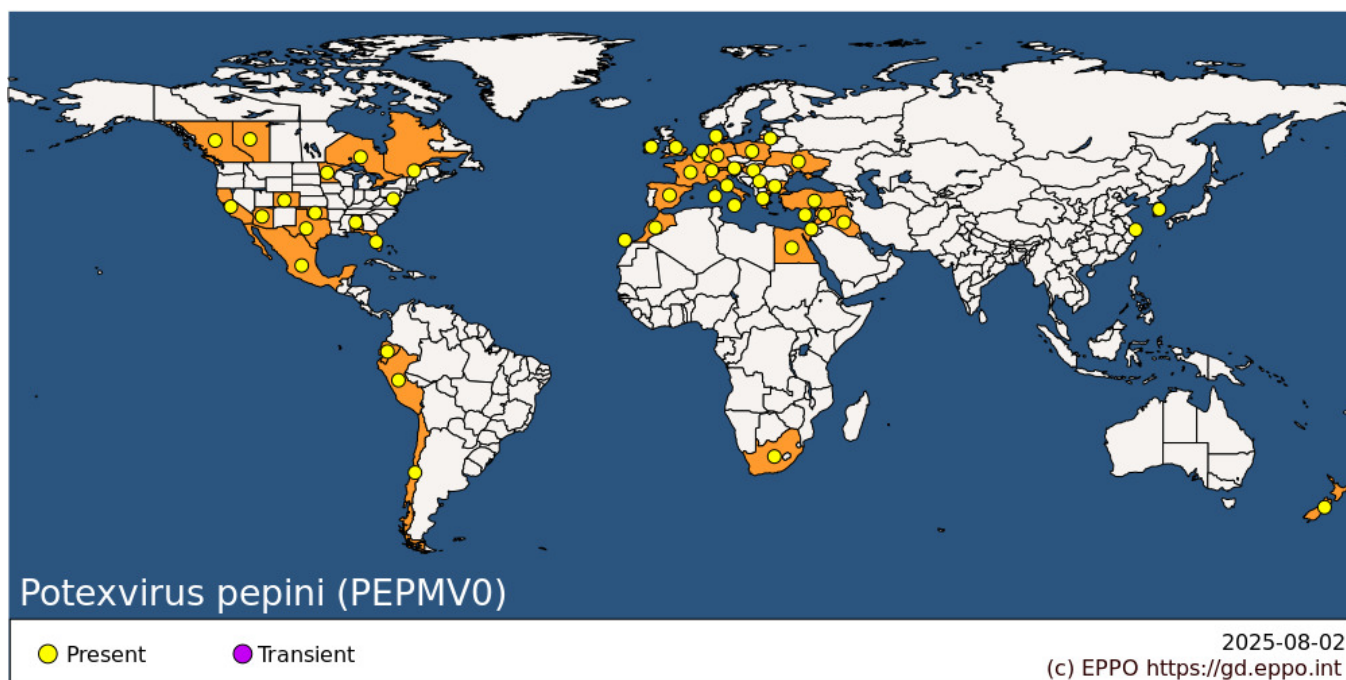 Potexvirus pepini (PEPMV0)
Present
Transient
2025-08-02
(c) EPPO https://gd.eppo.int